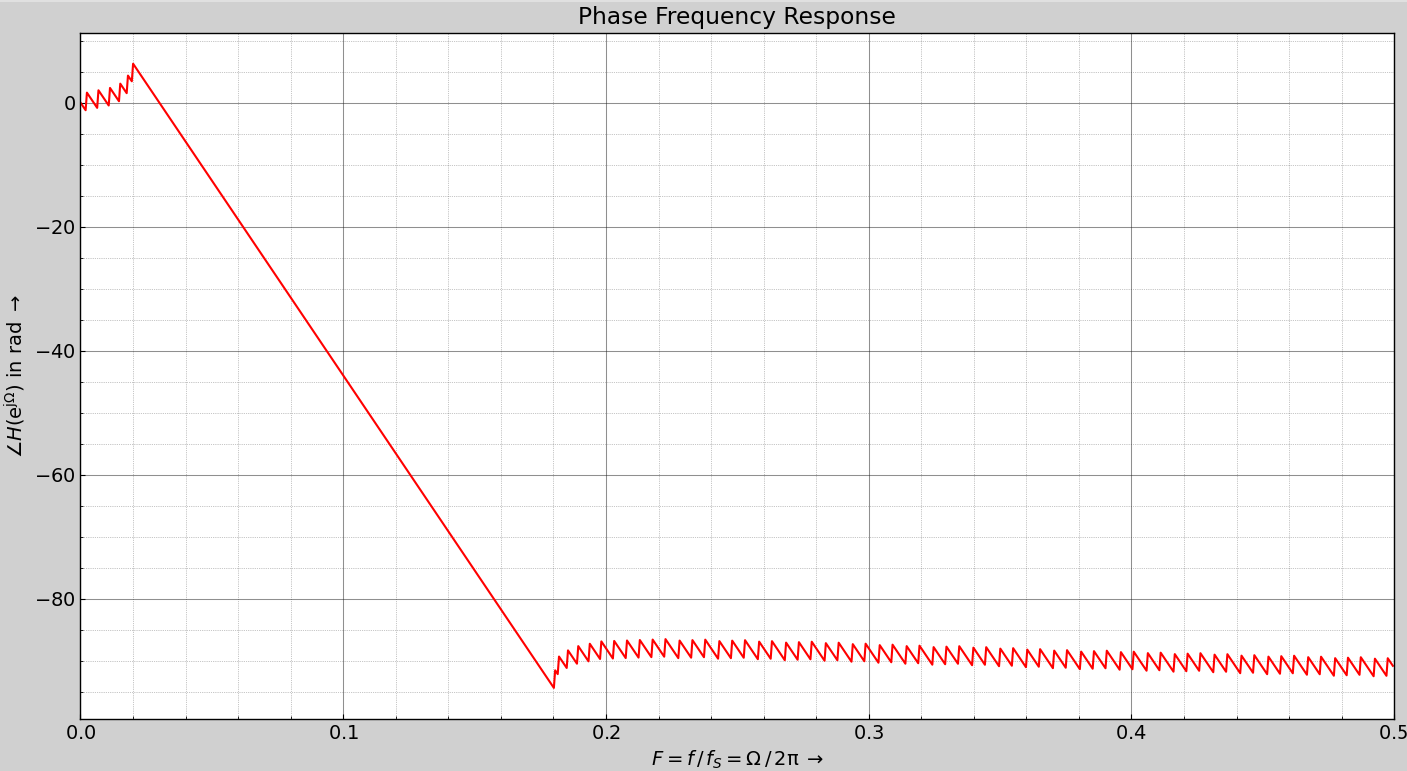 Phase Frequency Response
∠H(e^jΩ) in rad →
0
−20
−40
−60
−80
0.0 0.1 0.2 0.3 0.4 0.5
F = f / f_S = Ω / 2π →